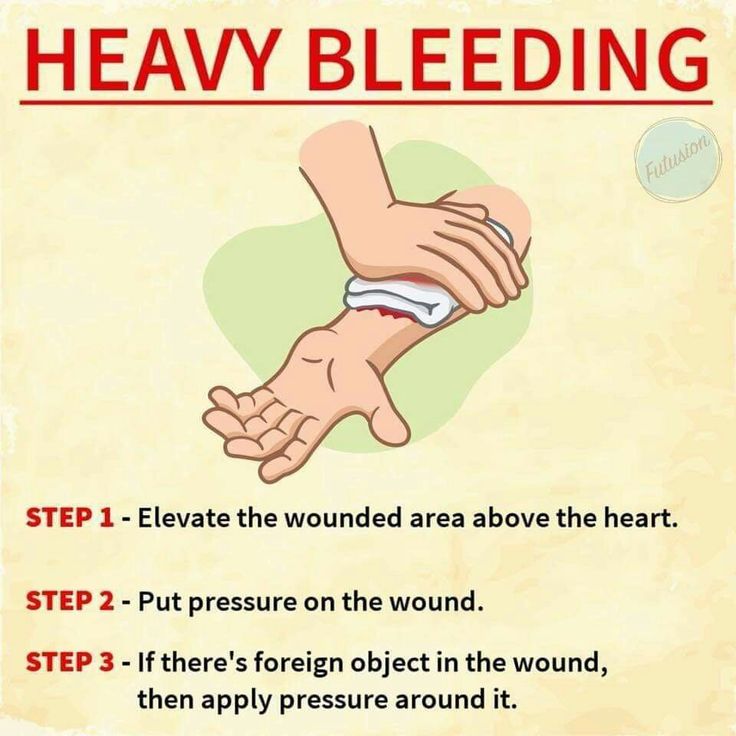 HEAVY BLEEDING
Futusion
STEP 1 - Elevate the wounded area above the heart.
STEP 2 - Put pressure on the wound.
STEP 3 - If there's foreign object in the wound,
then apply pressure around it.